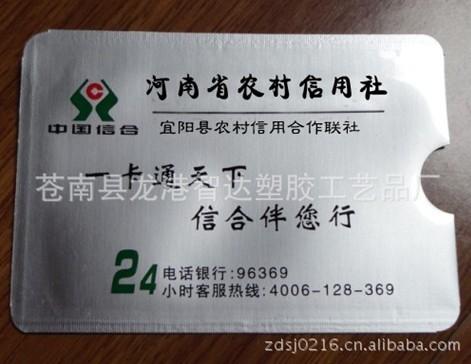 河南省农村信用社
中国信合
宜阳县农村信用合作联社
一卡通天下
苍南县龙港智达塑胶工艺品厂
信合伴您行
24 电话银行:96369
小时客服热线:4006-128-369
zdsj0216.cn.alibaba.com